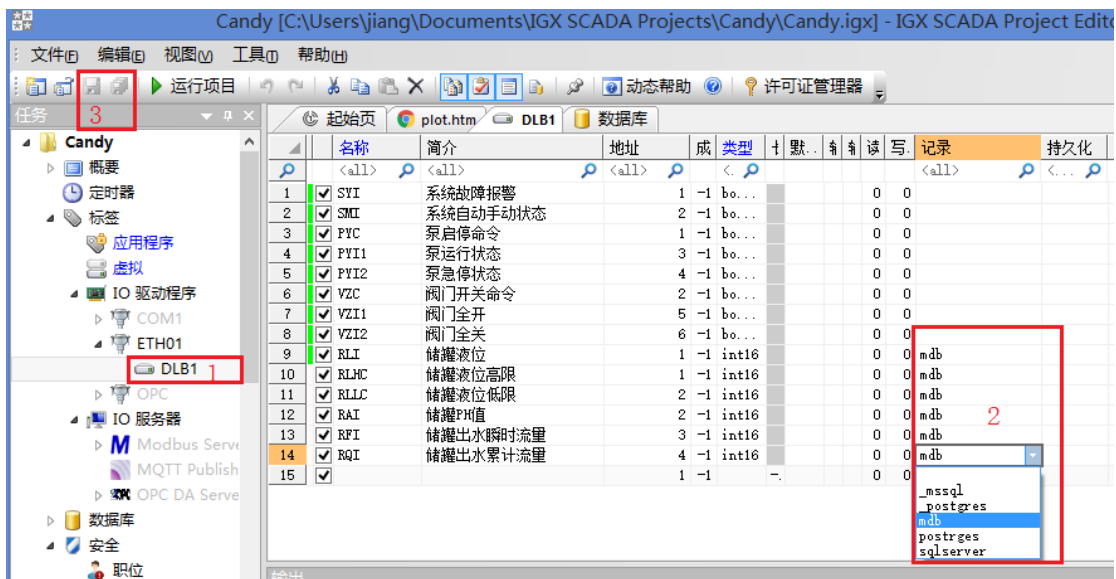 Candy [C:\Users\jiang\Documents\IGX SCADA Projects\Candy\Candy.igx] - IGX SCADA Project Edito
文件(F) 编辑(E) 视图(V) 工具(T) 帮助(H)
运行项目 动态帮助 许可证管理器
任务 3
起始页 plot.htm DLB1 数据库
Candy
概要
定时器
标签
应用程序
虚拟
IO 驱动程序
COM1
ETH01
DLB1 1
OPC
IO 服务器
Modbus Serve
MQTT Publish
OPC DA Serve
数据库
安全
职位
名称 简介 地址 成 类型 默.. 读 写. 记录 持久化
<all> <all> <all> <. <all> <...
1 SYI 系统故障报警 1 -1 bo... 0 0
2 SMI 系统自动手动状态 2 -1 bo... 0 0
3 PYC 泵启停命令 1 -1 bo... 0 0
4 PYI1 泵运行状态 3 -1 bo... 0 0
5 PYI2 泵急停状态 4 -1 bo... 0 0
6 VZC 阀门开关命令 2 -1 bo... 0 0
7 VZI1 阀门全开 5 -1 bo... 0 0
8 VZI2 阀门全关 6 -1 bo... 0 0
9 RLI 储罐液位 1 -1 int16 0 0 mdb
10 RLHC 储罐液位高限 1 -1 int16 0 0 mdb
11 RLLC 储罐液位低限 2 -1 int16 0 0 mdb
12 RAI 储罐PH值 2 -1 int16 0 0 mdb
13 RFI 储罐出水瞬时流量 3 -1 int16 0 0 mdb
14 RQI 储罐出水累计流量 4 -1 int16 0 0 mdb
15 1 -1 -. 0 0
2
_mssql
_postgres
mdb
postrges
sqlserver
输出